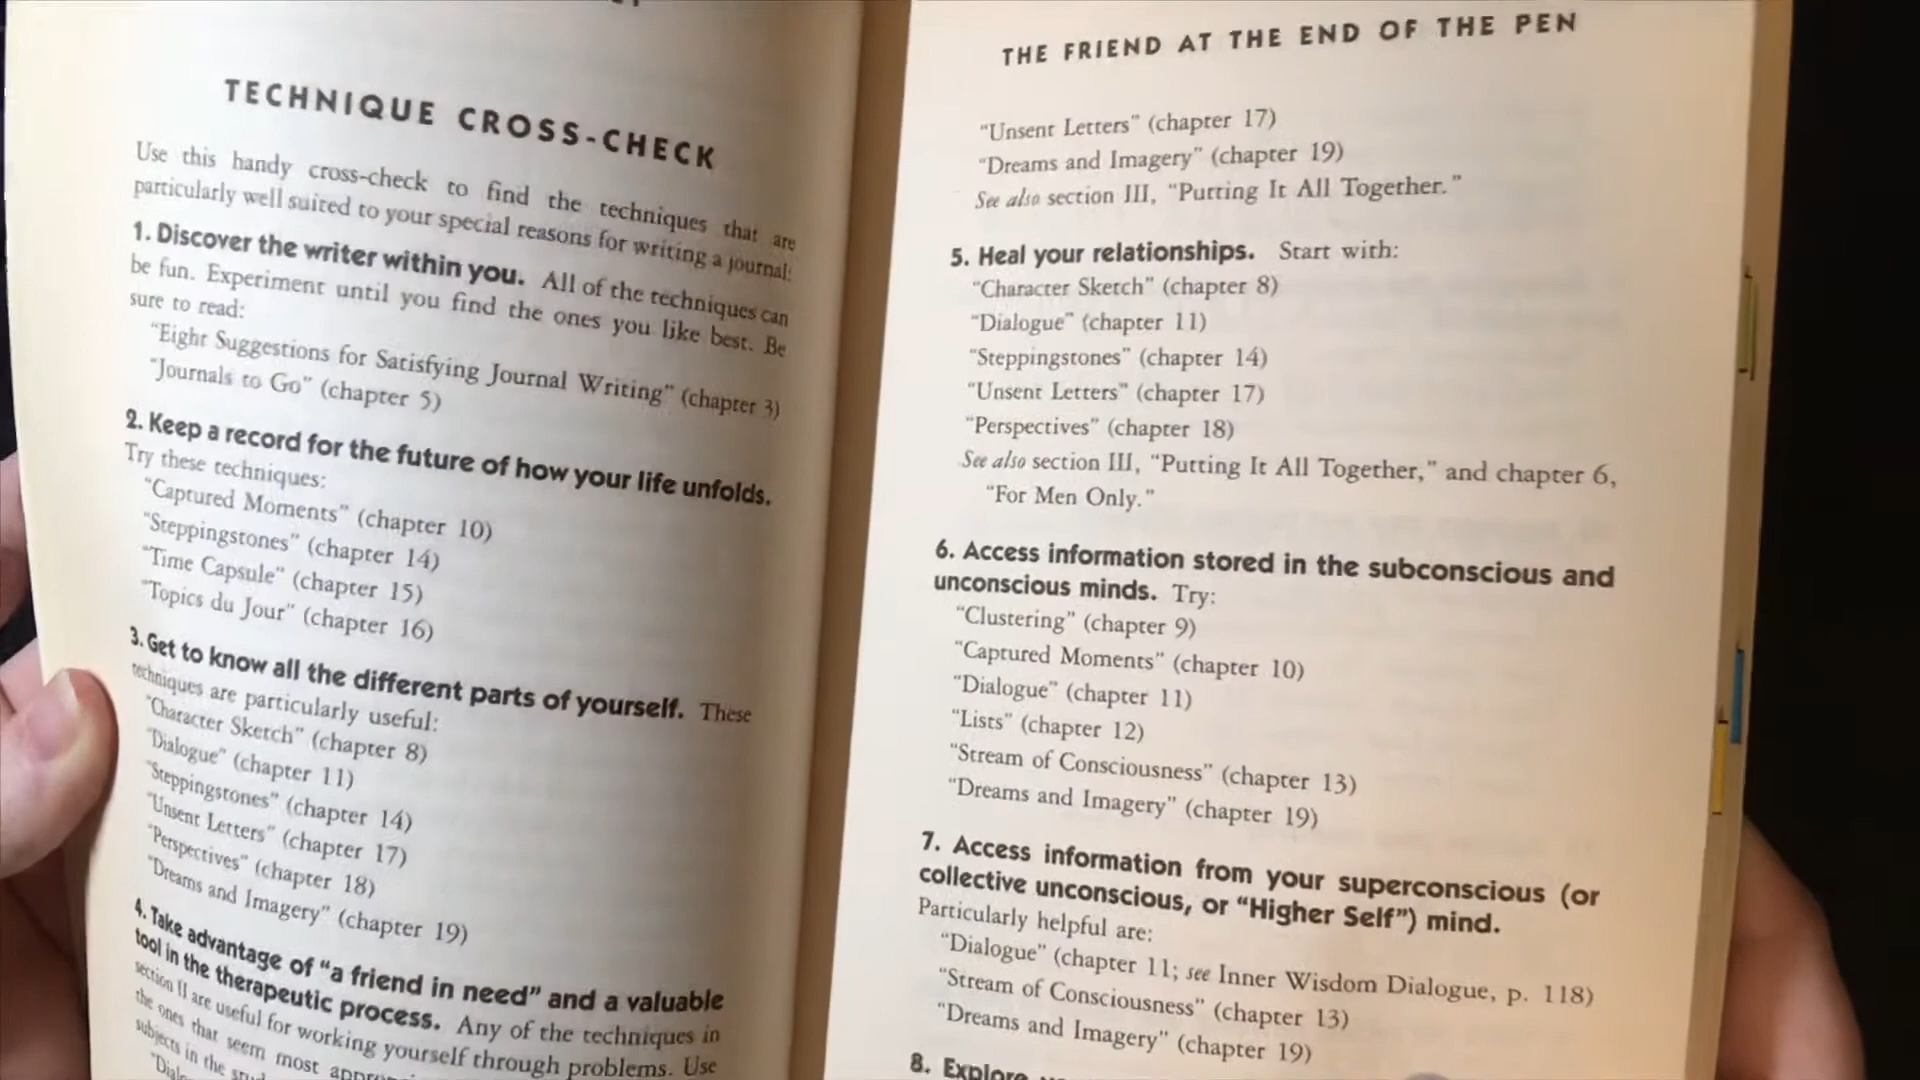 TECHNIQUE CROSS-CHECK
Use this handy cross-check to find the techniques that are
particularly well suited to your special reasons for writing a journal:
1. Discover the writer within you. All of the techniques can
be fun. Experiment until you find the ones you like best. Be
sure to read:
"Eight Suggestions for Satisfying Journal Writing" (chapter 3)
"Journals to Go" (chapter 5)
2. Keep a record for the future of how your life unfolds.
Try these techniques:
"Captured Moments" (chapter 10)
"Steppingstones" (chapter 14)
"Time Capsule" (chapter 15)
"Topics du Jour" (chapter 16)
3. Get to know all the different parts of yourself. These
techniques are particularly useful:
"Character Sketch" (chapter 8)
"Dialogue" (chapter 11)
"Steppingstones" (chapter 14)
"Unsent Letters" (chapter 17)
"Perspectives" (chapter 18)
"Dreams and Imagery" (chapter 19)
4. Take advantage of "a friend in need" and a valuable
tool in the therapeutic process. Any of the techniques in
section II are useful for working yourself through problems. Use
the ones that seem most
subjects in the
THE FRIEND AT THE END OF THE PEN
"Unsent Letters" (chapter 17)
"Dreams and Imagery" (chapter 19)
See also section III, "Putting It All Together."
5. Heal your relationships. Start with:
"Character Sketch" (chapter 8)
"Dialogue" (chapter 11)
"Steppingstones" (chapter 14)
"Unsent Letters" (chapter 17)
"Perspectives" (chapter 18)
See also section III, "Putting It All Together," and chapter 6,
"For Men Only."
6. Access information stored in the subconscious and
unconscious minds. Try:
"Clustering" (chapter 9)
"Captured Moments" (chapter 10)
"Dialogue" (chapter 11)
"Lists" (chapter 12)
"Stream of Consciousness" (chapter 13)
"Dreams and Imagery" (chapter 19)
7. Access information from your superconscious (or
collective unconscious, or "Higher Self") mind.
Particularly helpful are:
"Dialogue" (chapter 11; see Inner Wisdom Dialogue, p. 118)
"Stream of Consciousness" (chapter 13)
"Dreams and Imagery" (chapter 19)
8. Explore